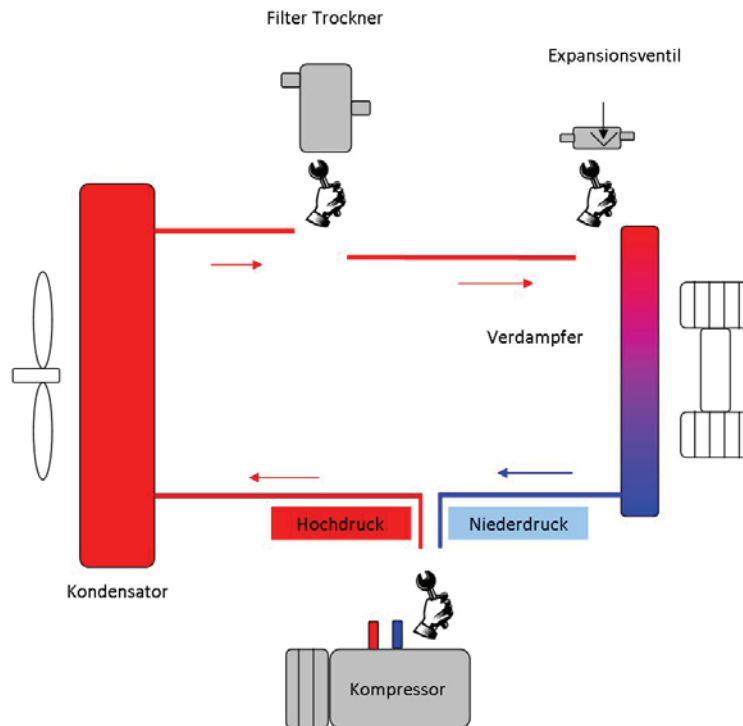 Filter Trockner
Expansionsventil
Verdampfer
Hochdruck
Niederdruck
Kondensator
Kompressor